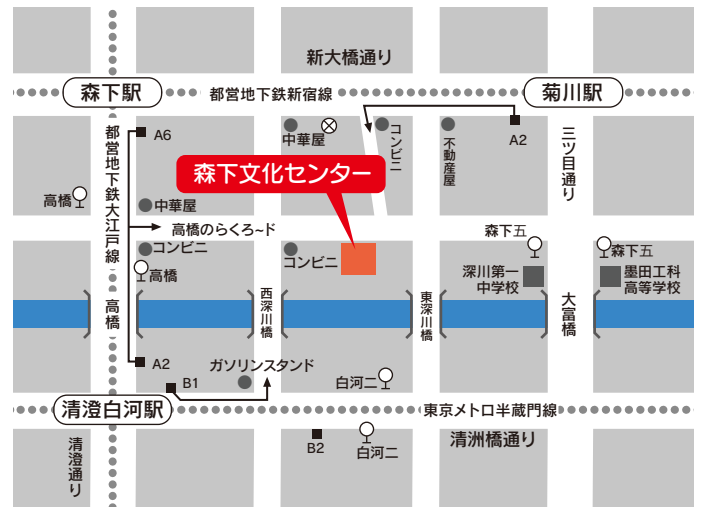 新大橋通り
森下駅
都営地下鉄新宿線
菊川駅
都営地下鉄大江戸線
A6
中華屋
コンビニ
不動産屋
A2
三ツ目通り
森下文化センター
高橋
中華屋
高橋のらくろ~ド
コンビニ
高橋
コンビニ
森下五
森下五
深川第一
中学校
墨田工科
高等学校
高橋
西深川橋
東深川橋
大富橋
A2
B1
ガソリンスタンド
白河二
清澄白河駅
東京メトロ半蔵門線
清澄通り
B2
白河二
清洲橋通り